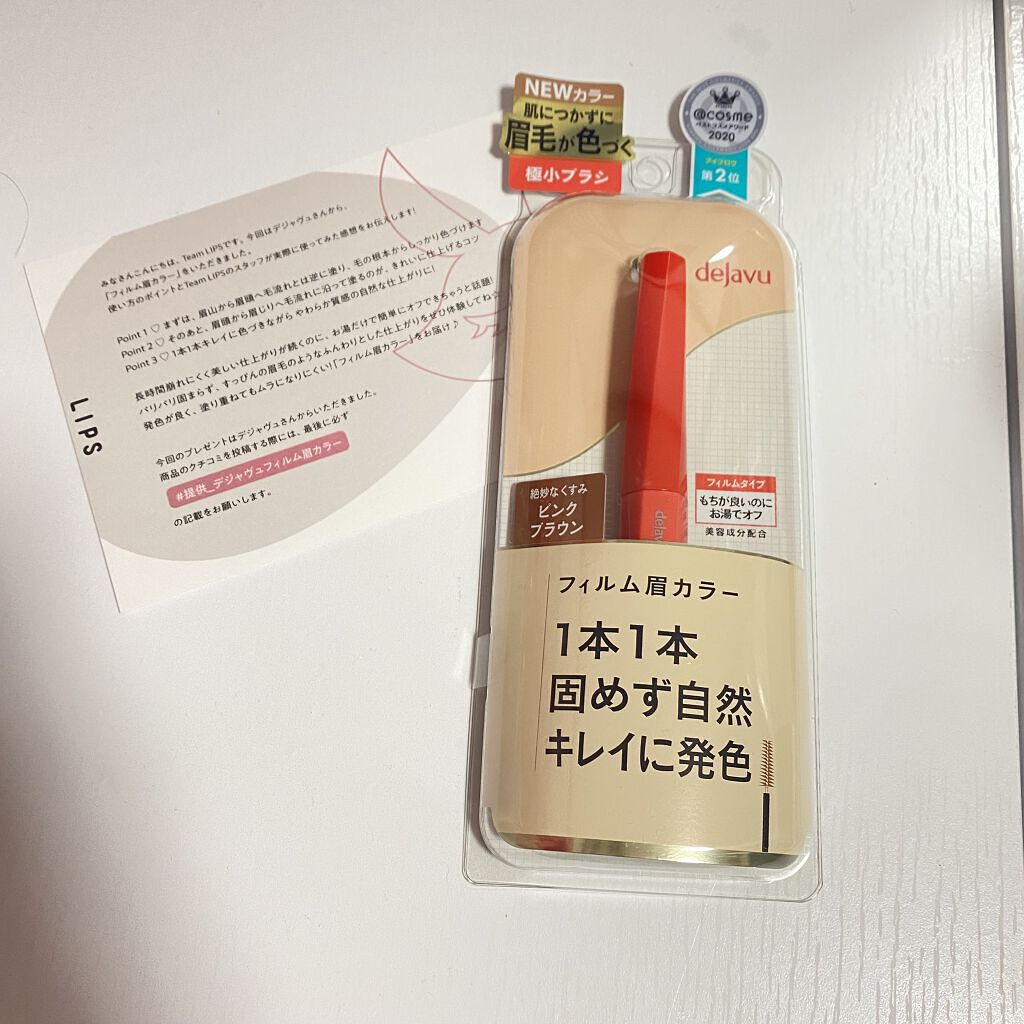 みなさんこんにちは、Team LIPSです。今回はデジャヴュさんから、
「フィルム眉カラー」をいただきました。
使い方のポイントとTeam LIPSのスタッフが実際に使ってみた感想をお伝えします!
Point 1 ♡ まずは、眉山から眉頭へ毛流れとは逆に塗り、毛の根本からしっかり色づけます
Point 2 ♡ そのあと、眉頭から眉じりへ毛流れに沿って塗るのが、きれいに仕上げるコツ
Point 3 ♡ 1本1本キレイに色づきながら やわらか質感の自然な仕上がりに!
長時間崩れにくく美しい仕上がりが続くのに、お湯だけで簡単にオフできちゃうと話題!
パリパリ固まらず、すっぴんの眉毛のようなふんわりとした仕上がりをぜひ体験してね☆
発色が良く、塗り重ねてもムラになりにくい!「フィルム眉カラー」をお届け♪
今回のプレゼントはデジャヴュさんからいただきました。
商品のクチコミを投稿する際には、最後に必ず
#提供_デジャヴュフィルム眉カラー
の記載をお願いします。
LIPS
NEWカラー
肌につかずに
眉毛が色づく
極小ブラシ
@cosme
ベストコスメアワード
2020
アイブロウ
第2位
dejavu
絶妙なくすみ
ピンク
ブラウン
dejavu
フィルムタイプ
もちが良いのに
お湯でオフ
美容成分配合
フィルム眉カラー
1本1本
固めず自然
キレイに発色